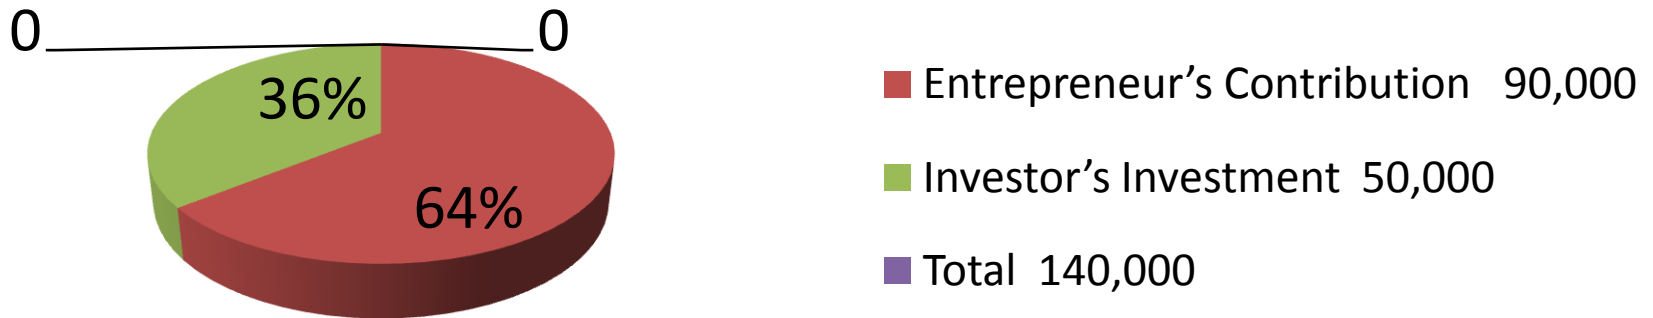 0
0
36%
64%
Entrepreneur’s Contribution 90,000
Investor’s Investment 50,000
Total 140,000